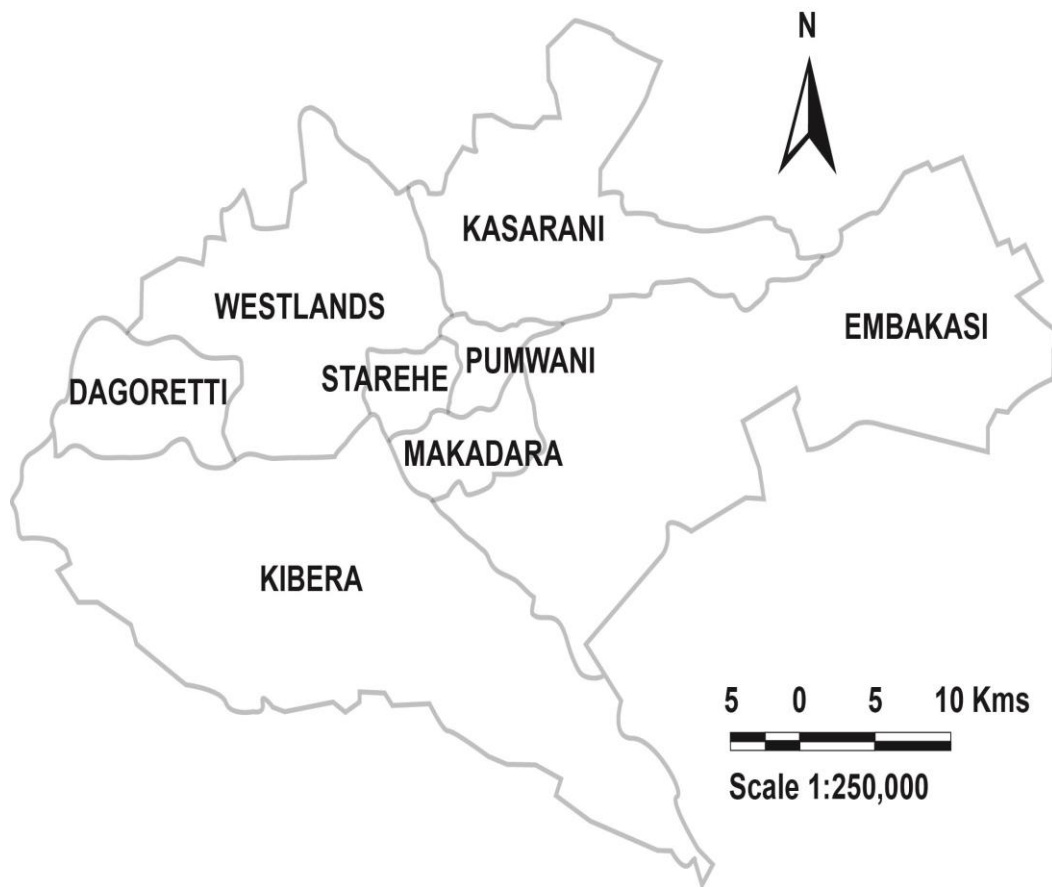 N
KASARANI
WESTLANDS
EMBAKASI
PUMWANI
STAREHE
DAGORETTI
MAKADARA
KIBERA
5 0 5 10 Kms
Scale 1:250,000